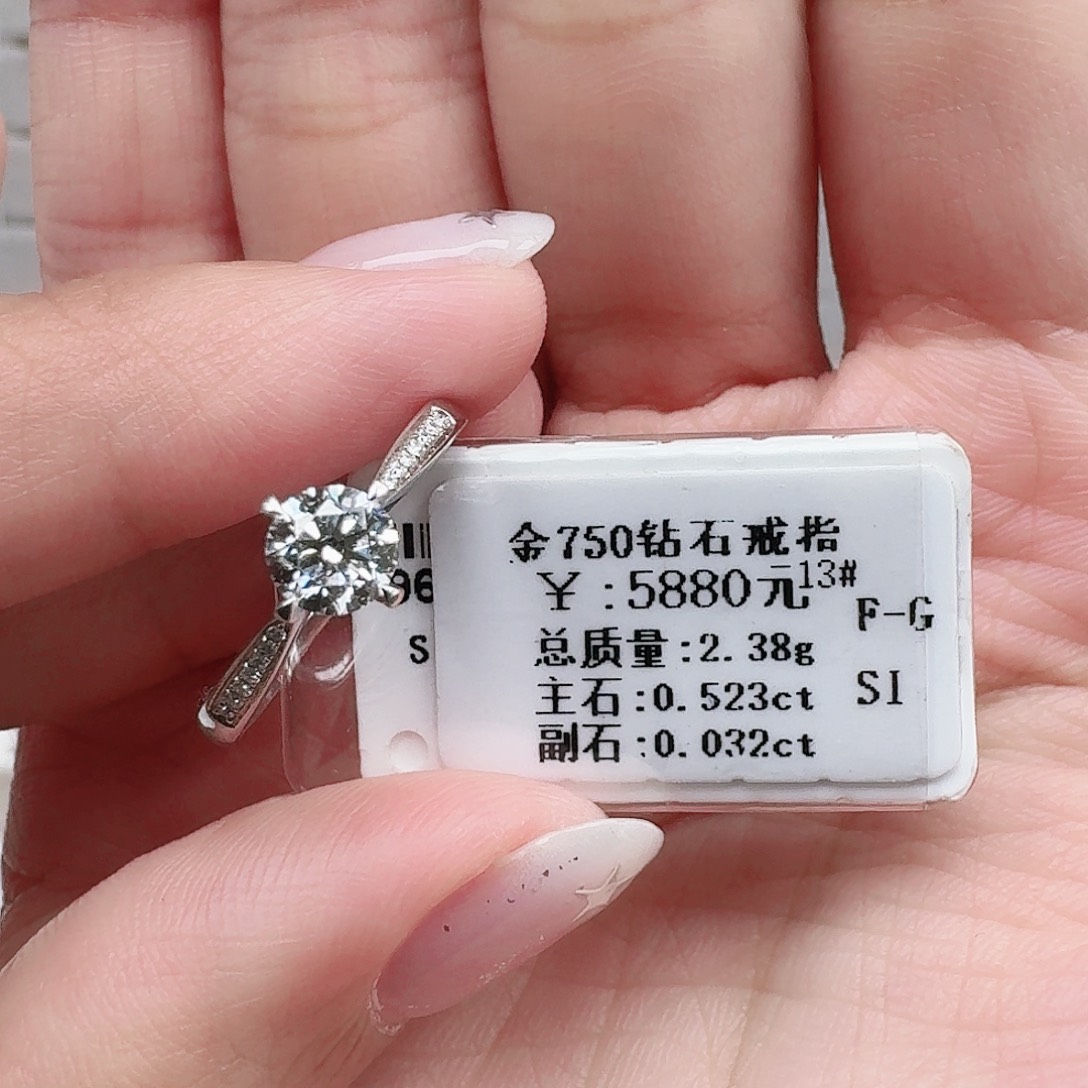 金750钻石戒指
￥:5880元13#
F-G
总质量:2.38g
SI
主石:0.523ct
副石:0.032ct
96
S